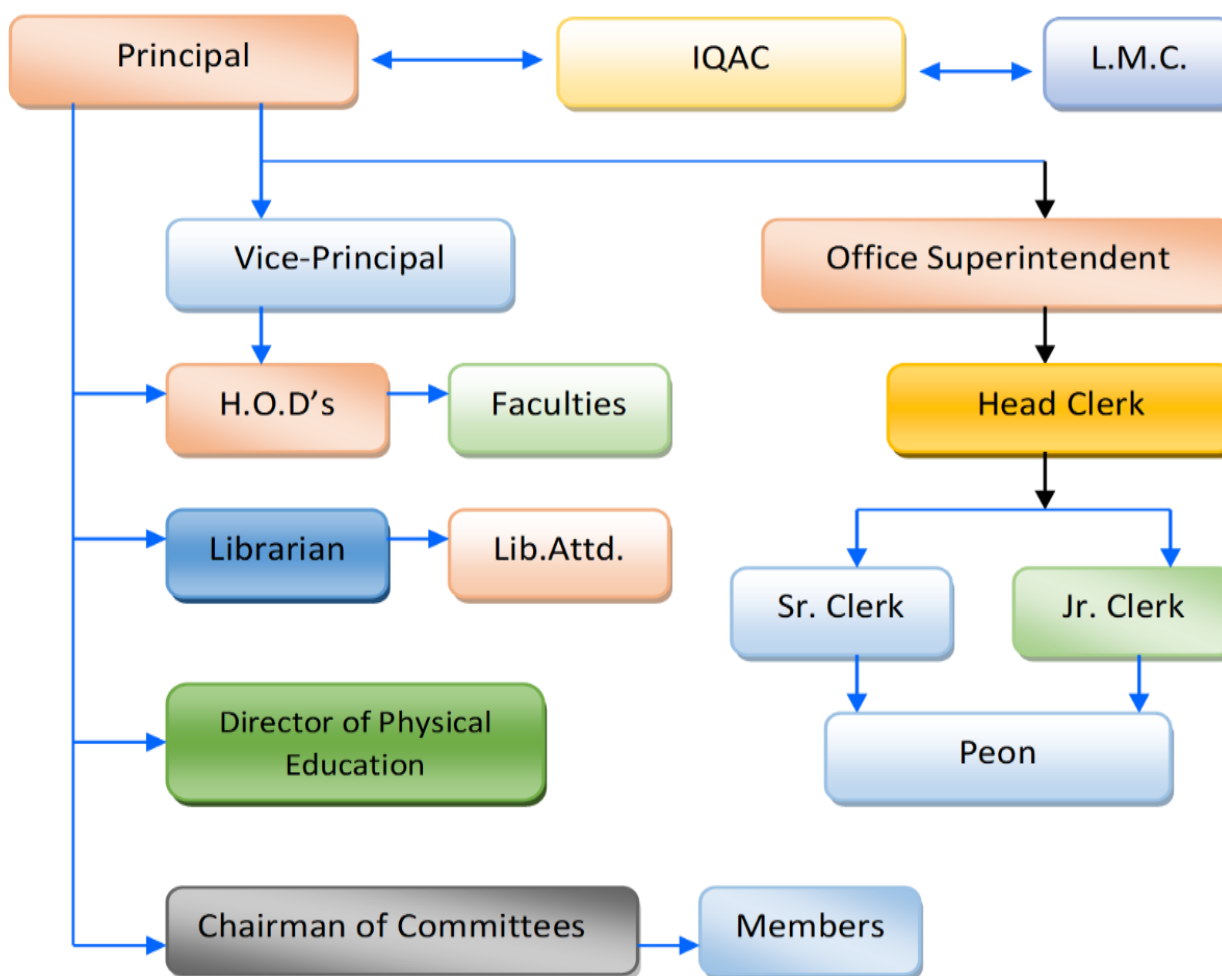 Principal
IQAC
L.M.C.
Vice-Principal
Office Superintendent
H.O.D’s
Faculties
Head Clerk
Librarian
Lib.Attd.
Sr. Clerk
Jr. Clerk
Director of Physical
Education
Peon
Chairman of Committees
Members